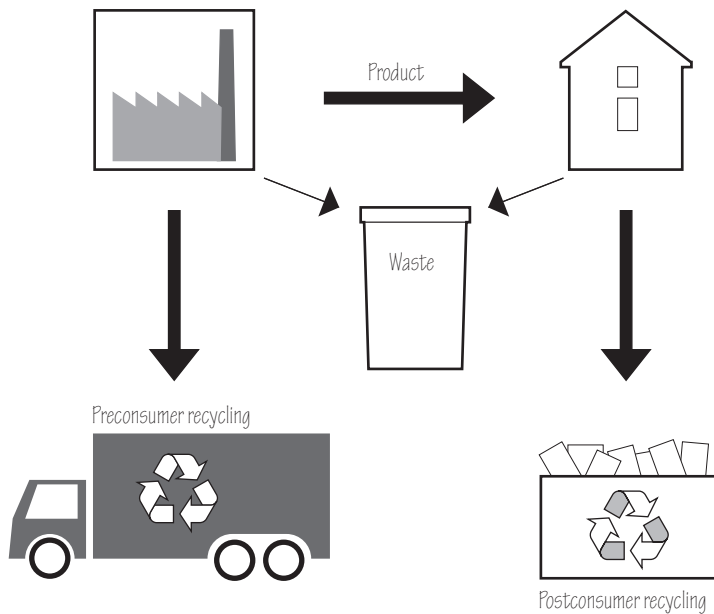 Product
Waste
Preconsumer recycling
Postconsumer recycling